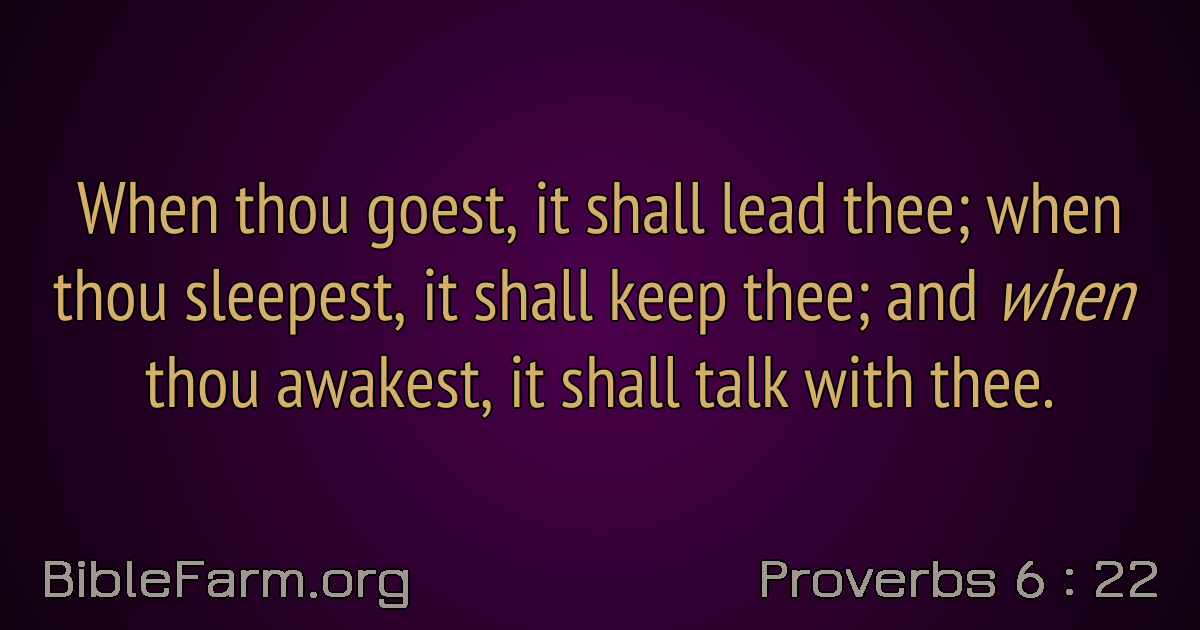 When thou goest, it shall lead thee; when
thou sleepest, it shall keep thee; and when
thou awakest, it shall talk with thee.
BibleFarm.org
Proverbs 6 : 22